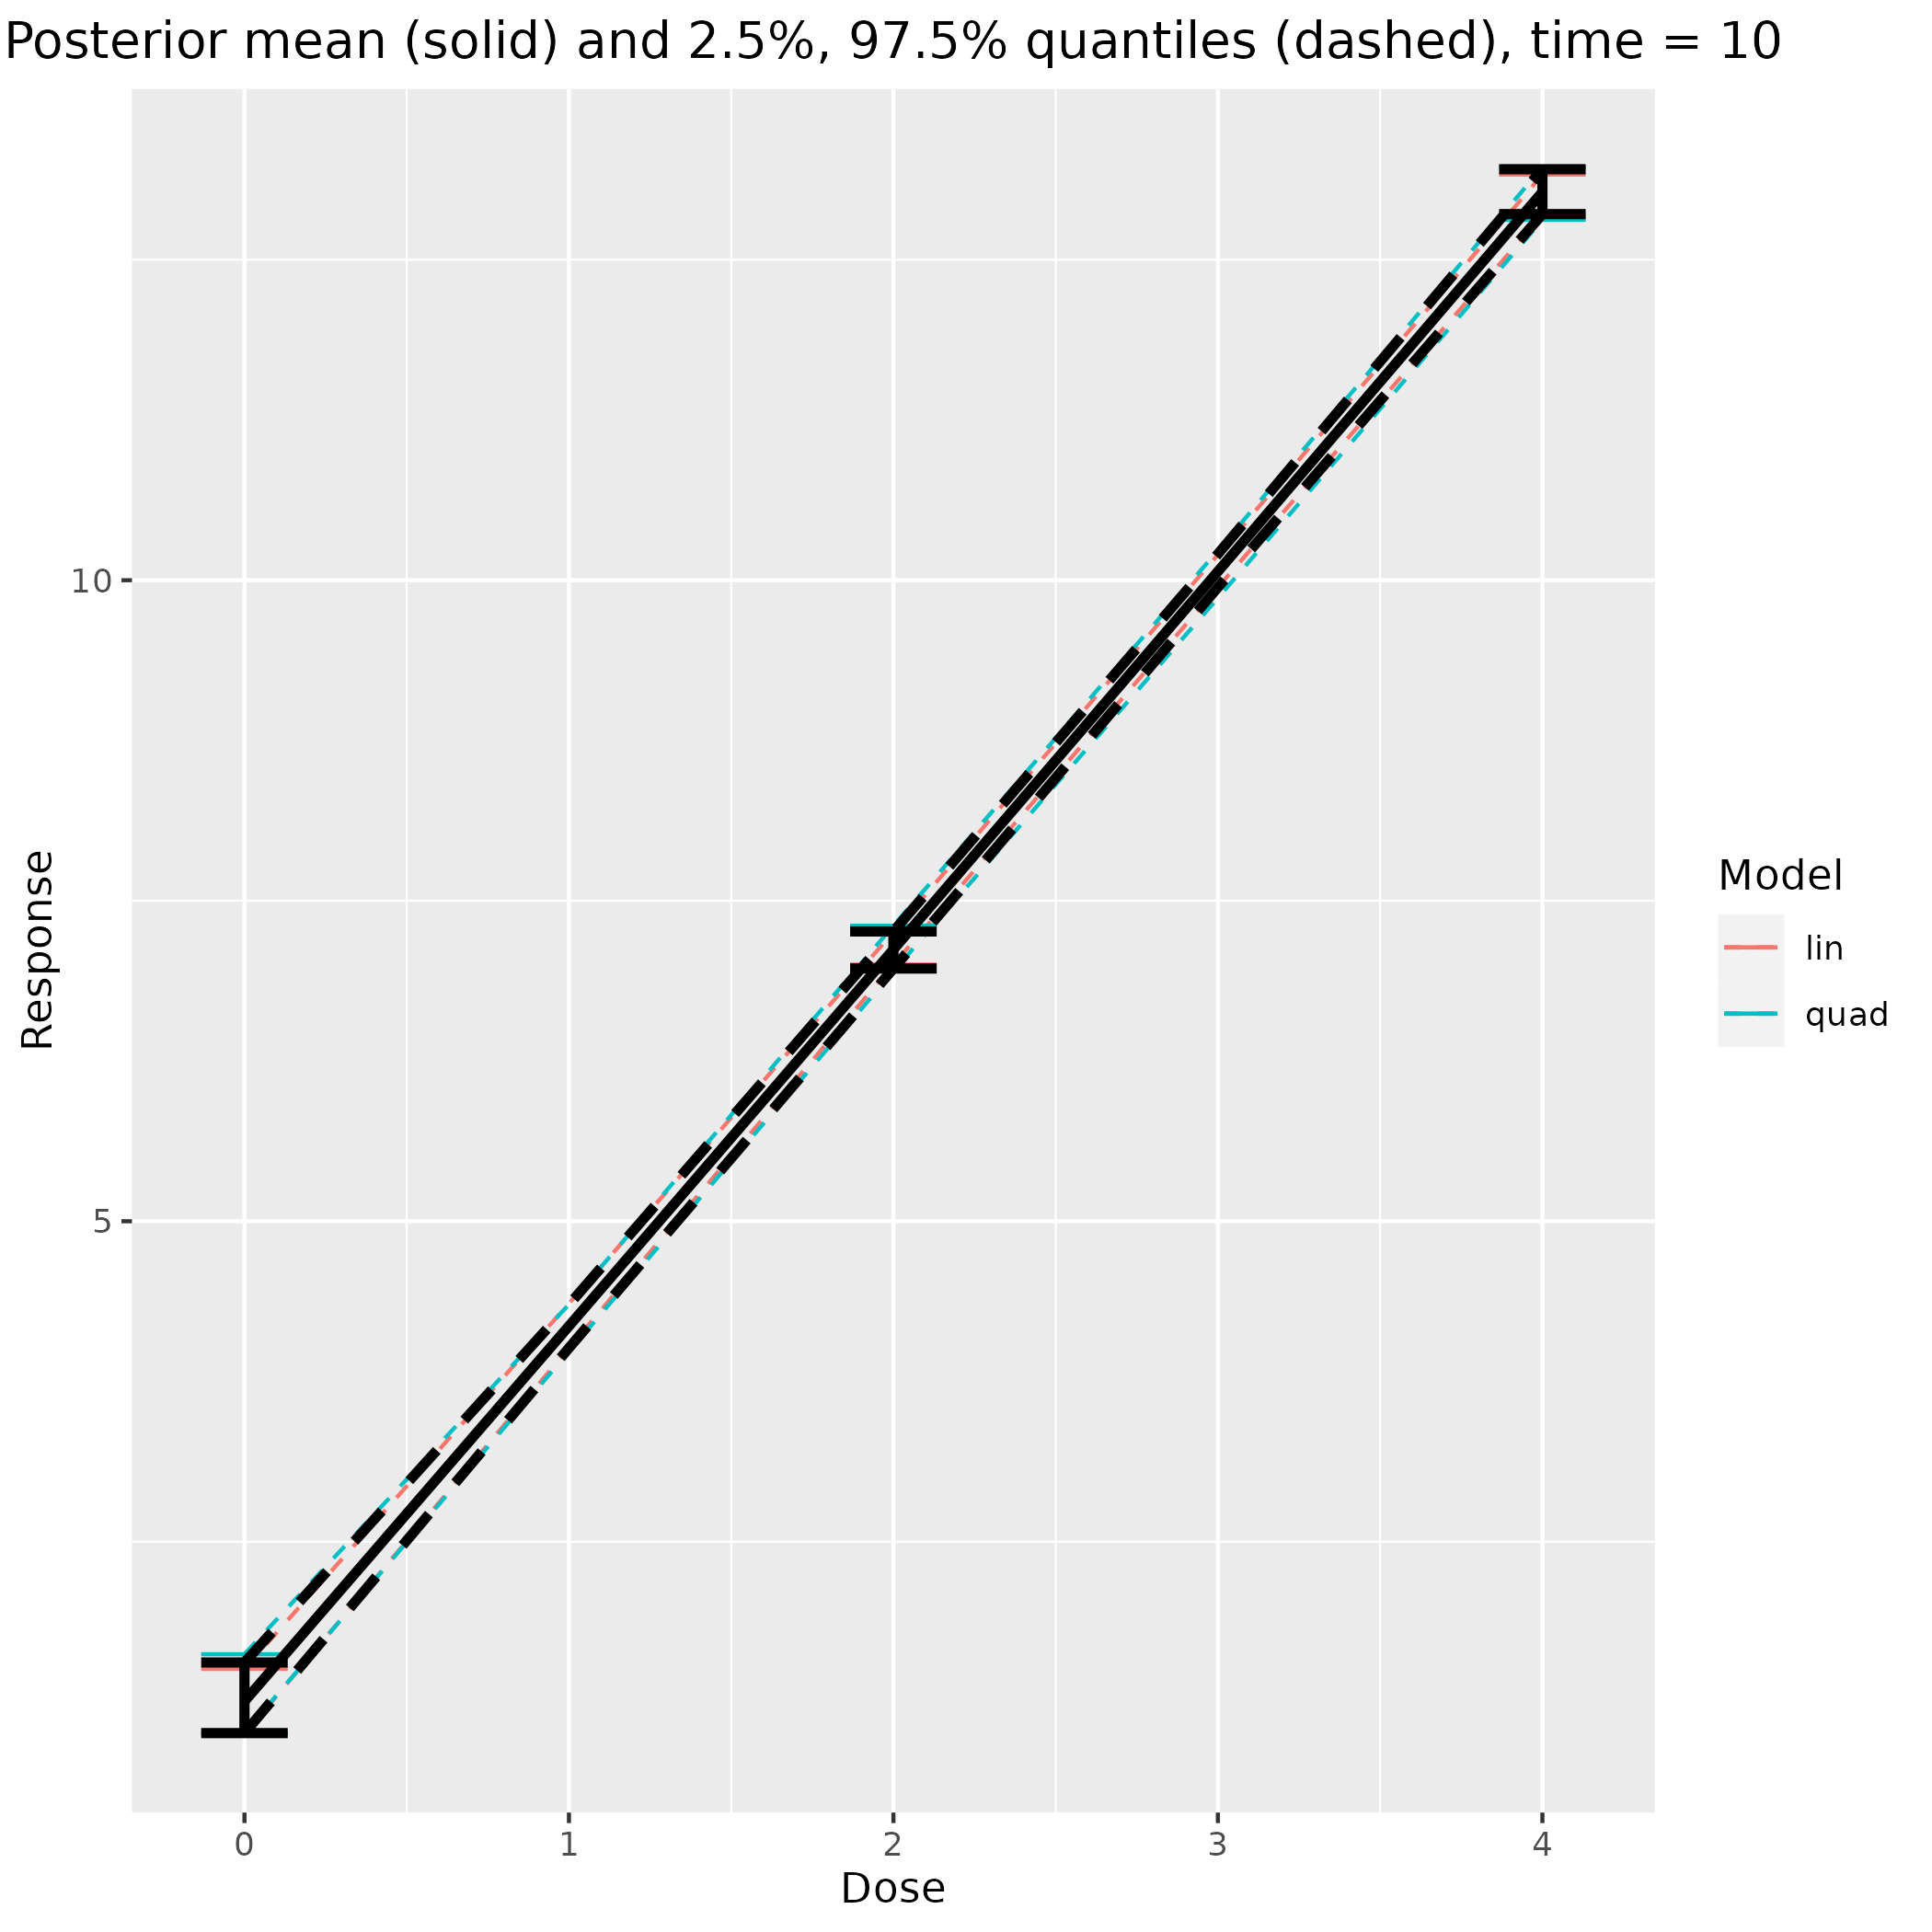 Posterior mean (solid) and 2.5%, 97.5% quantiles (dashed), time = 10
10
5
Response
0 1 2 3 4
Dose
Model
lin
quad